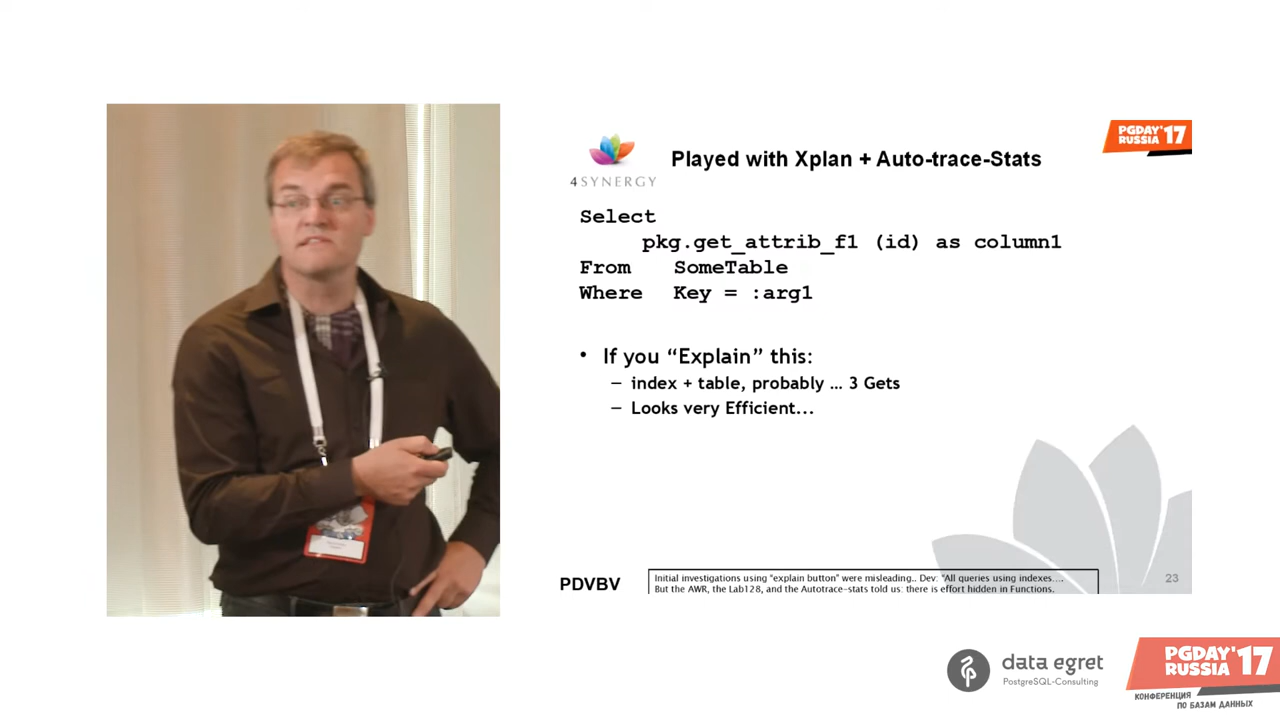 PGDAY'17
RUSSIA
4SYNERGY
Played with Xplan + Auto-trace-Stats
Select
pkg.get_attrib_f1 (id) as column1
From SomeTable
Where Key = :arg1
• If you “Explain” this:
– index + table, probably … 3 Gets
– Looks very Efficient...
PDVBV
Initial investigations using “explain button” were misleading.. Dev: “All queries using indexes….
But the AWR, the Lab128, and the Autotrace-stats told us: there is effort hidden in Functions.
23
data egret
PostgreSQL-Consulting
PGDAY'17
RUSSIA
КОНФЕРЕНЦИЯ
ПО БАЗАМ ДАННЫХ